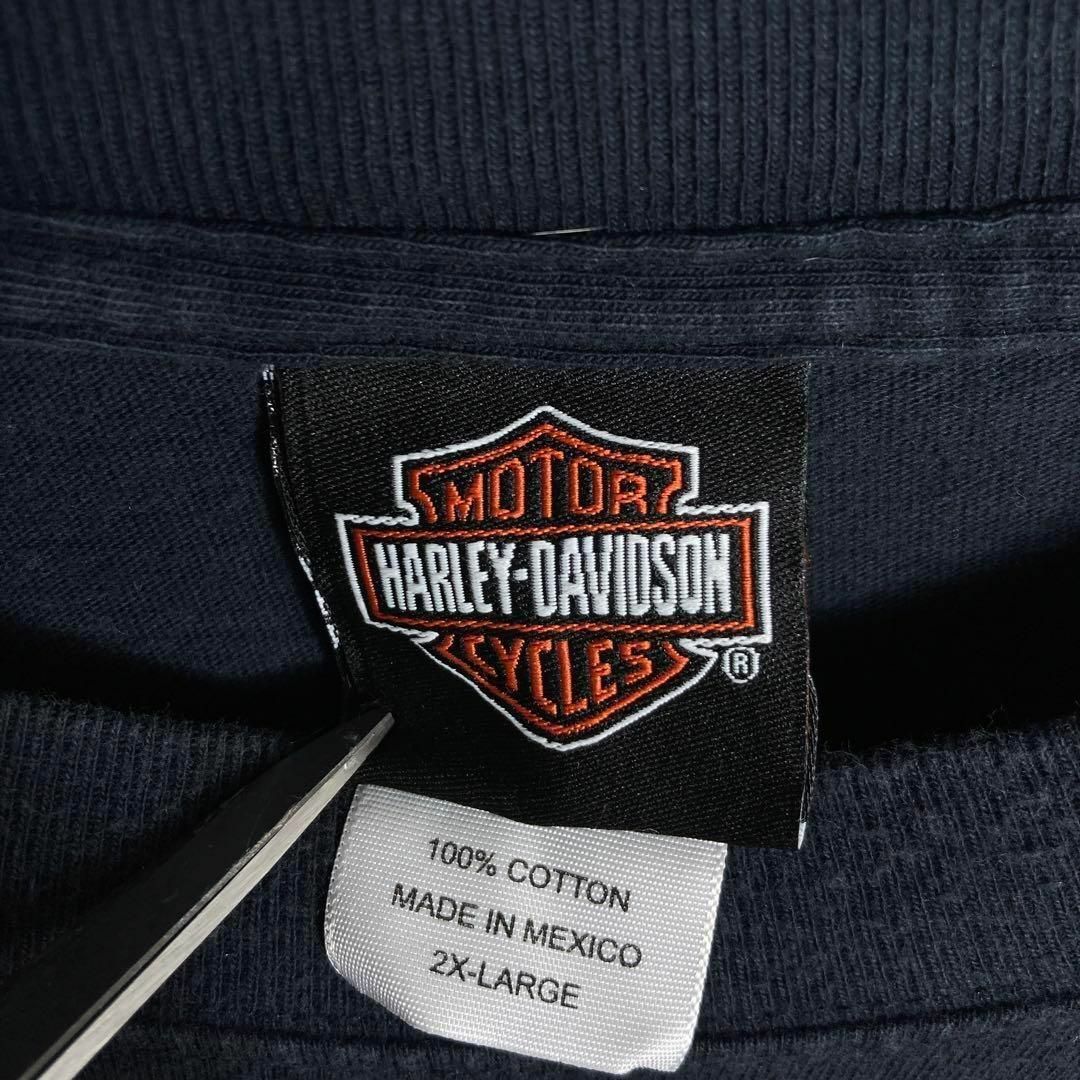 MOTOR
HARLEY-DAVIDSON
CYCLES
®
100% COTTON
MADE IN MEXICO
2X-LARGE